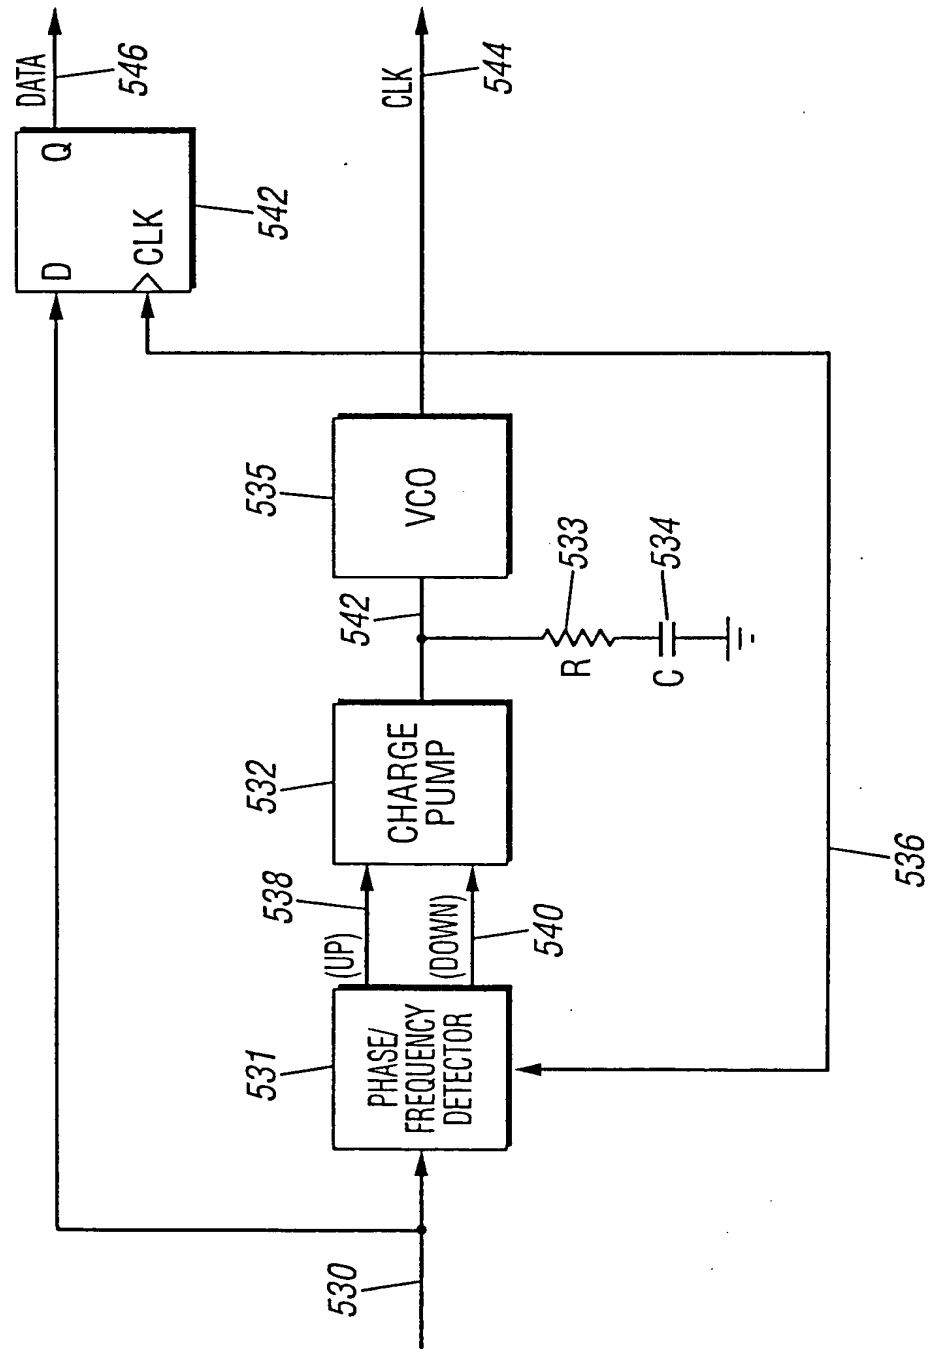 DATA
546
D
Q
CLK
542
CLK
544
535
VCO
542
533
R
534
C
532
CHARGE
PUMP
538
(UP)
(DOWN)
540
531
PHASE/
FREQUENCY
DETECTOR
536
530